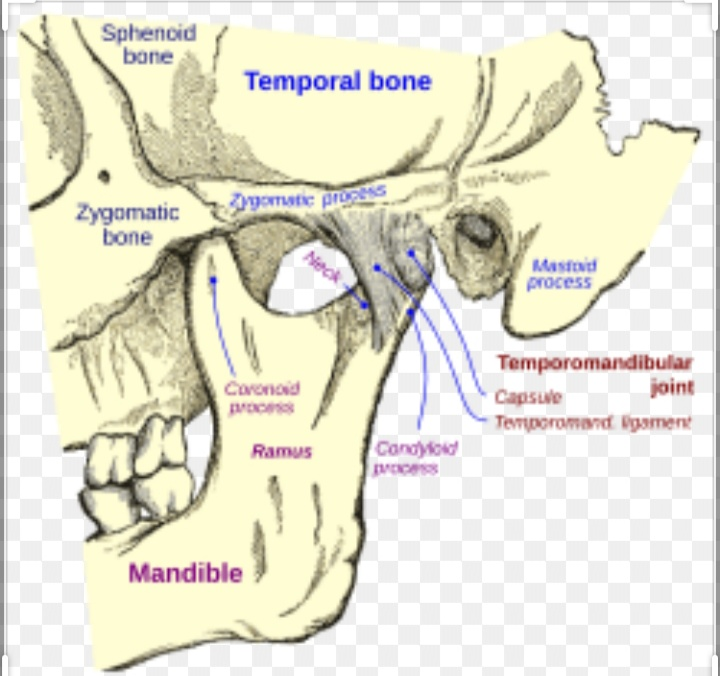 Sphenoid
bone
Temporal bone
Zygomatic process
Zygomatic
bone
Neck
Mastoid
process
Temporomandibular
joint
Capsule
Temporomand. ligament
Coronoid
process
Ramus
Condyloid
process
Mandible